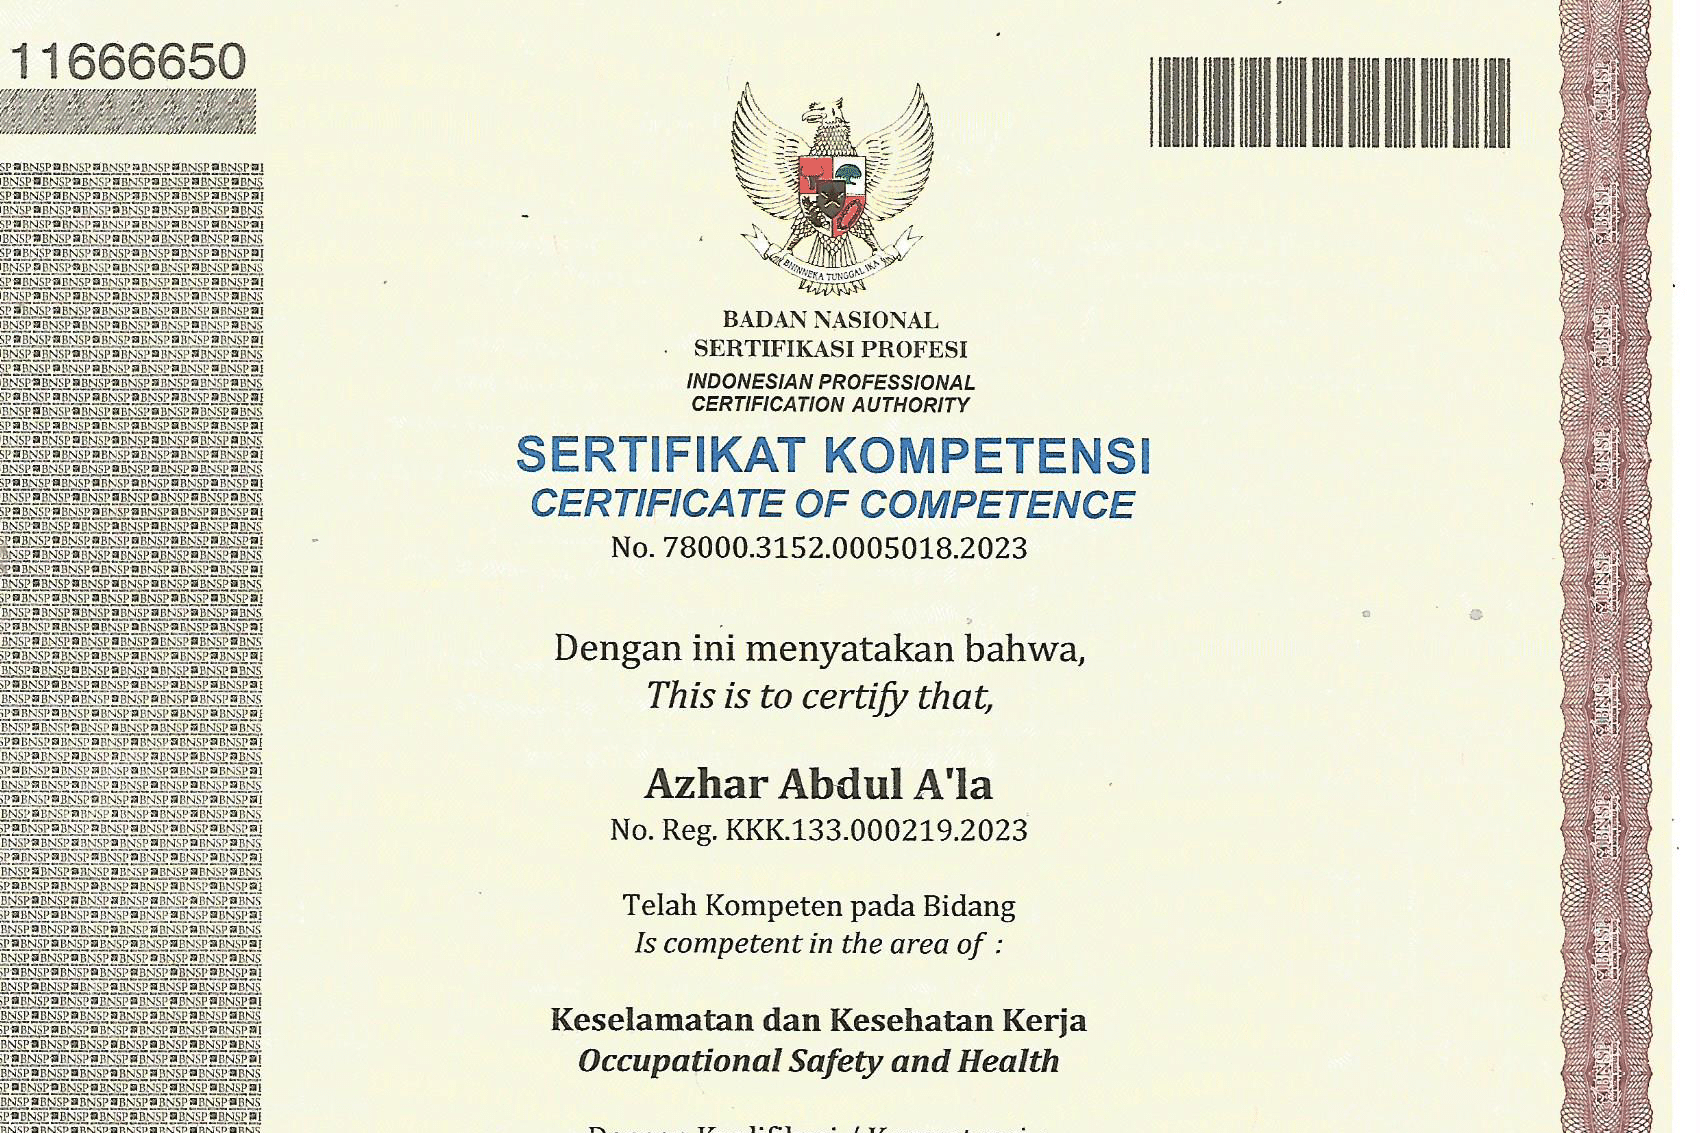 11666650
BHINNEKA TUNGGAL IKA
BADAN NASIONAL
SERTIFIKASI PROFESI
INDONESIAN PROFESSIONAL
CERTIFICATION AUTHORITY
SERTIFIKAT KOMPETENSI
CERTIFICATE OF COMPETENCE
No. 78000.3152.0005018.2023
Dengan ini menyatakan bahwa,
This is to certify that,
Azhar Abdul A'la
No. Reg. KKK.133.000219.2023
Telah Kompeten pada Bidang
Is competent in the area of :
Keselamatan dan Kesehatan Kerja
Occupational Safety and Health